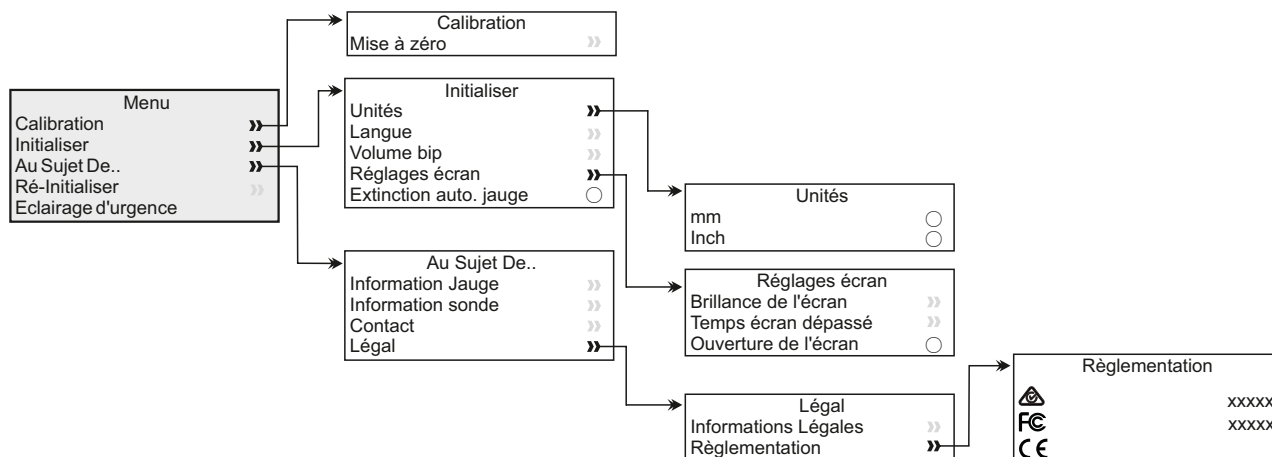 Calibration
Mise à zéro
Menu
Calibration
Initialiser
Au Sujet De..
Ré-Initialiser
Eclairage d'urgence
Initialiser
Unités
Langue
Volume bip
Réglages écran
Extinction auto. jauge
Unités
mm
Inch
Au Sujet De..
Information Jauge
Information sonde
Contact
Légal
Réglages écran
Brillance de l'écran
Temps écran dépassé
Ouverture de l'écran
Légal
Informations Légales
Règlementation
Règlementation
xxxxx
FC xxxxx
CE